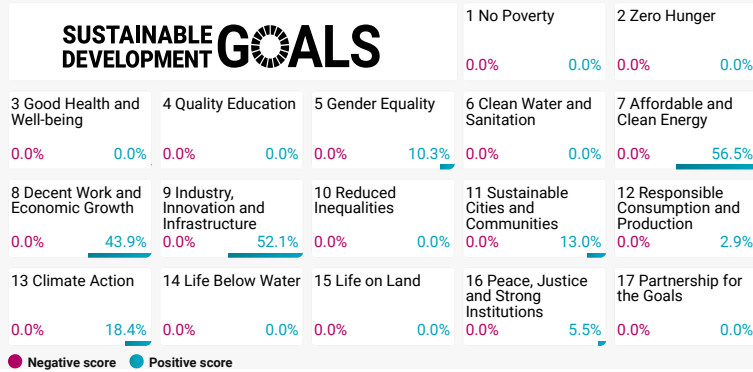 SUSTAINABLE
DEVELOPMENT
GOALS
1 No Poverty
0.0% 0.0%
2 Zero Hunger
0.0% 0.0%
3 Good Health and
Well-being
0.0% 0.0%
4 Quality Education
0.0% 0.0%
5 Gender Equality
0.0% 10.3%
6 Clean Water and
Sanitation
0.0% 0.0%
7 Affordable and
Clean Energy
0.0% 56.5%
8 Decent Work and
Economic Growth
0.0% 43.9%
9 Industry,
Innovation and
Infrastructure
0.0% 52.1%
10 Reduced
Inequalities
0.0% 0.0%
11 Sustainable
Cities and
Communities
0.0% 13.0%
12 Responsible
Consumption and
Production
0.0% 2.9%
13 Climate Action
0.0% 18.4%
14 Life Below Water
0.0% 0.0%
15 Life on Land
0.0% 0.0%
16 Peace, Justice
and Strong
Institutions
0.0% 5.5%
17 Partnership for
the Goals
0.0% 0.0%
Negative score Positive score